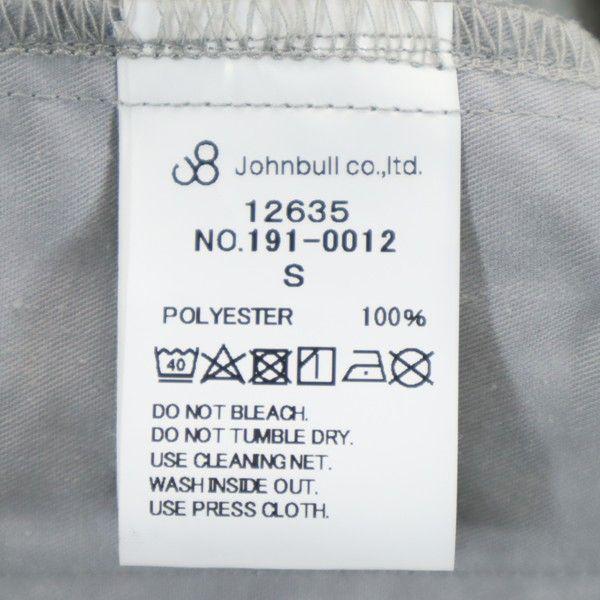 Johnbull co.,ltd.
12635
NO.191-0012
S
POLYESTER 100%
40
DO NOT BLEACH.
DO NOT TUMBLE DRY.
USE CLEANING NET.
WASH INSIDE OUT.
USE PRESS CLOTH.